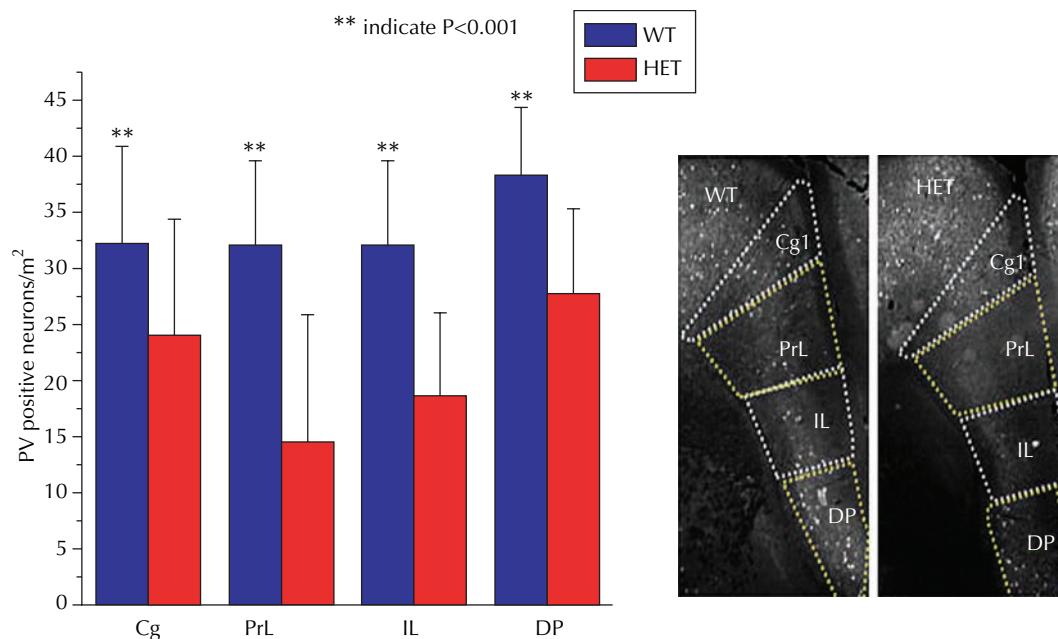 ** indicate P<0.001
WT
HET
PV positive neurons/m²
45
40
35
30
25
20
15
10
5
0
**
**
**
**
Cg
PrL
IL
DP
WT
Cg1
PrL
IL
DP
HET
Cg1
PrL
IL
DP